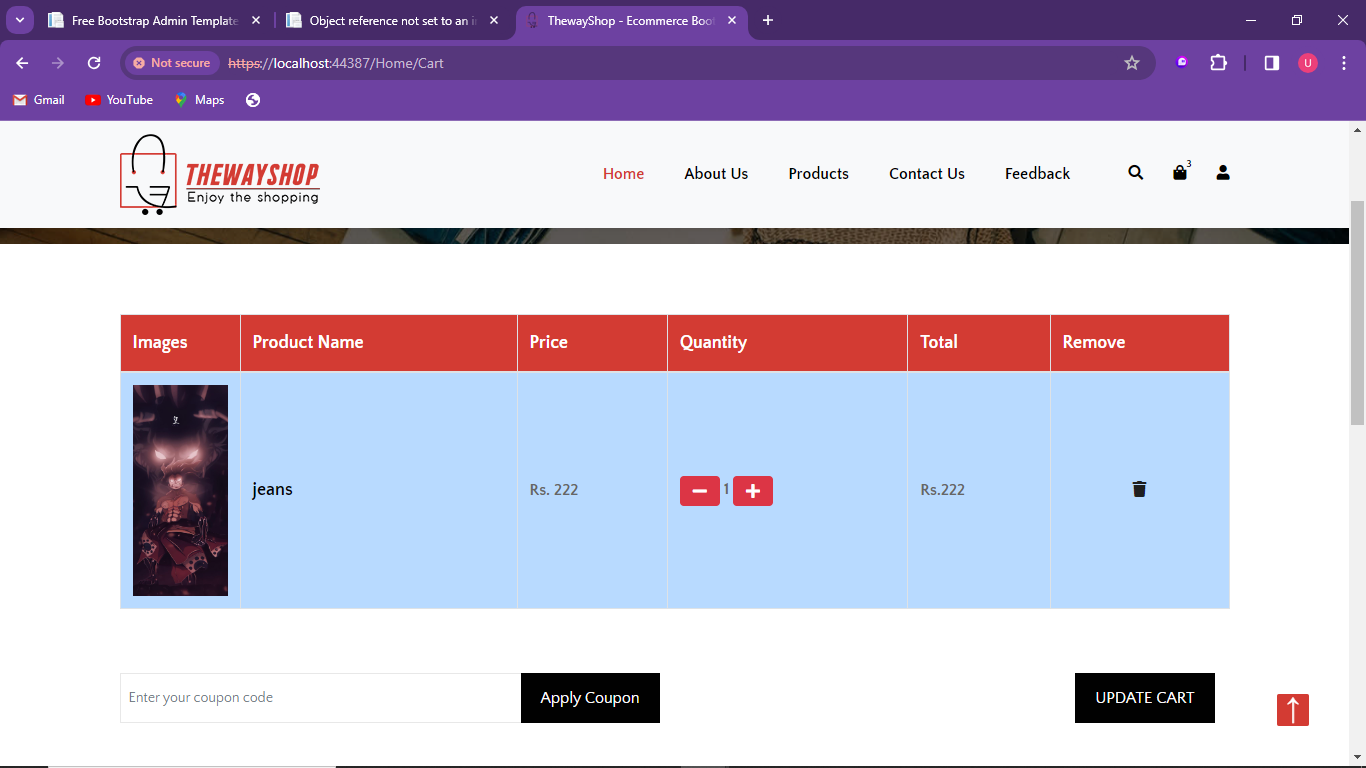 Free Bootstrap Admin Template
Object reference not set to an i
ThewayShop - Ecommerce Boot
Not secure
https://localhost:44387/Home/Cart
U
Gmail
YouTube
Maps
THEWAYSHOP
Enjoy the shopping
Home
About Us
Products
Contact Us
Feedback
3
Images
Product Name
Price
Quantity
Total
Remove
jeans
Rs. 222
1
Rs.222
Enter your coupon code
Apply Coupon
UPDATE CART